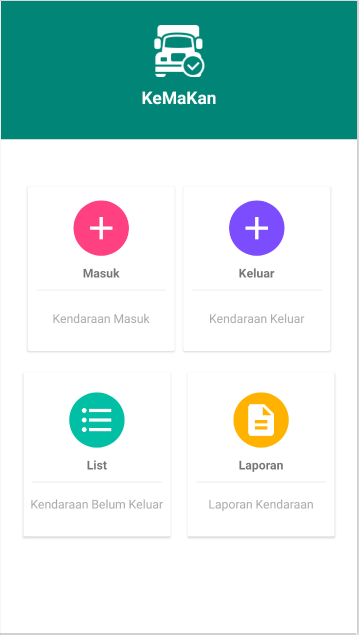 KeMaKan
Masuk
Kendaraan Masuk
Keluar
Kendaraan Keluar
List
Kendaraan Belum Keluar
Laporan
Laporan Kendaraan